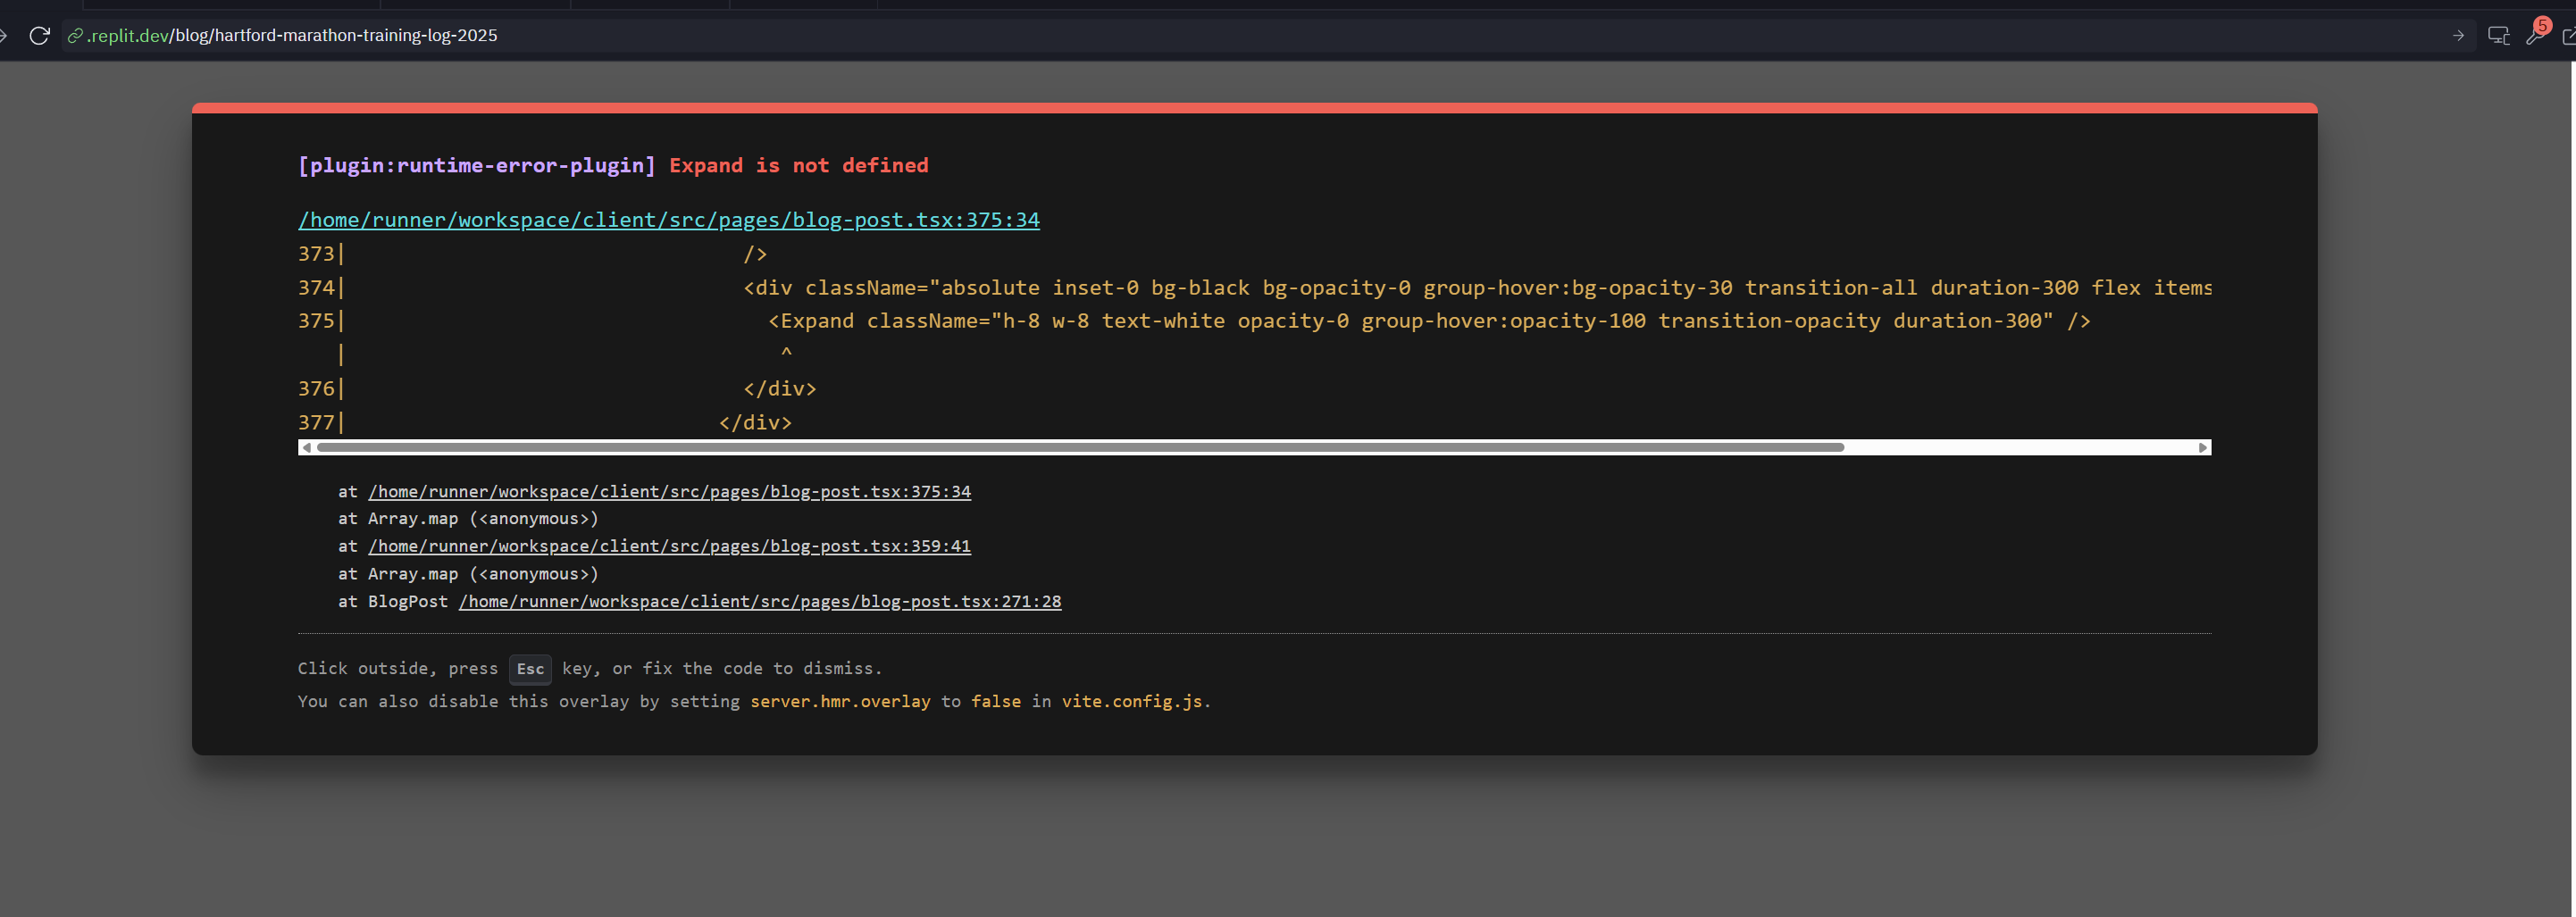 .replit.dev/blog/hartford-marathon-training-log-2025
5
[plugin:runtime-error-plugin] Expand is not defined
/home/runner/workspace/client/src/pages/blog-post.tsx:375:34
373| />
374| <div className="absolute inset-0 bg-black bg-opacity-0 group-hover:bg-opacity-30 transition-all duration-300 flex items
375| <Expand className="h-8 w-8 text-white opacity-0 group-hover:opacity-100 transition-opacity duration-300" />
| ^
376| </div>
377| </div>
at /home/runner/workspace/client/src/pages/blog-post.tsx:375:34
at Array.map (<anonymous>)
at /home/runner/workspace/client/src/pages/blog-post.tsx:359:41
at Array.map (<anonymous>)
at BlogPost /home/runner/workspace/client/src/pages/blog-post.tsx:271:28
Click outside, press Esc key, or fix the code to dismiss.
You can also disable this overlay by setting server.hmr.overlay to false in vite.config.js.